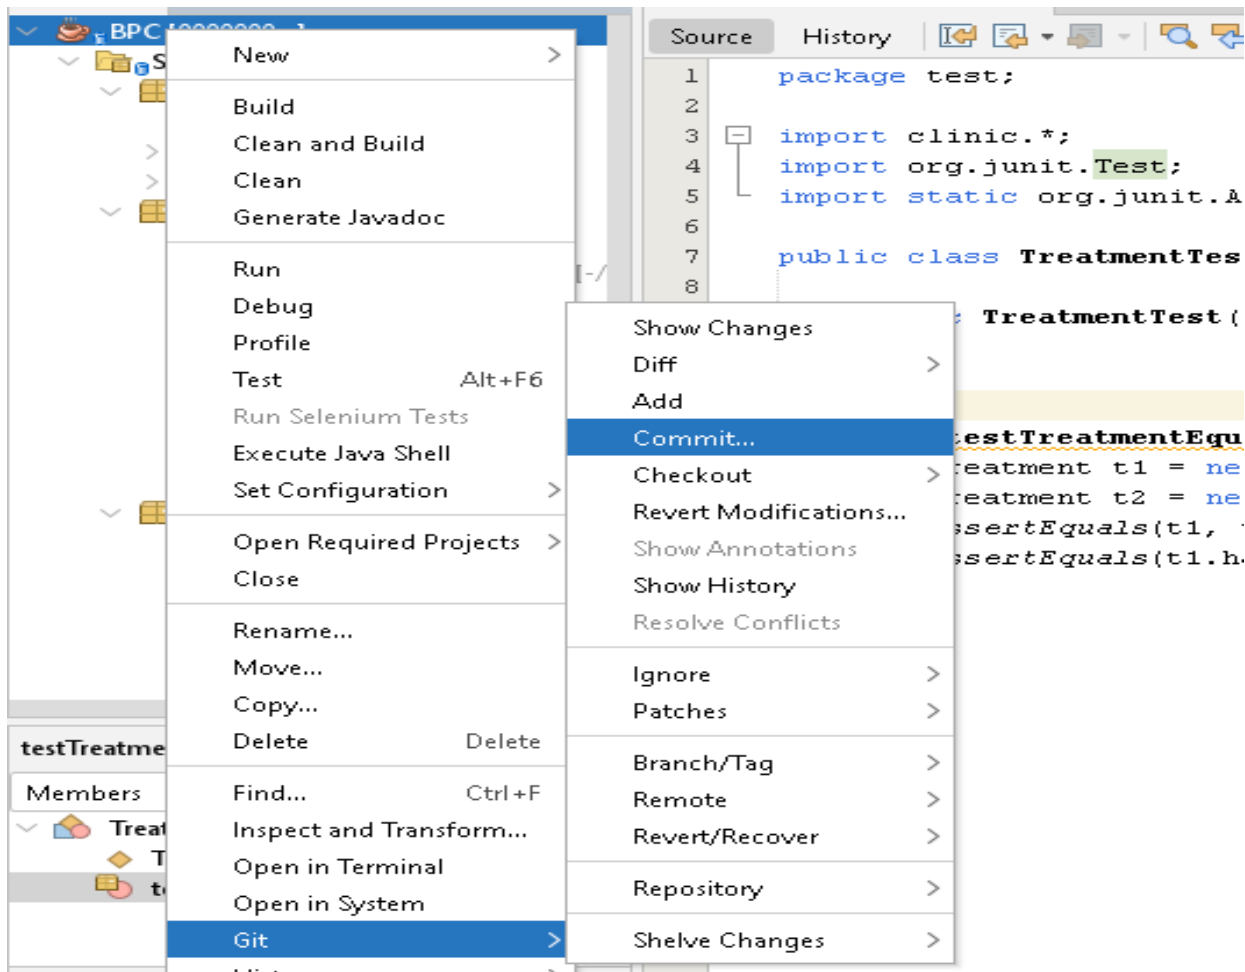 BPC
S
New
Build
Clean and Build
Clean
Generate Javadoc
Run
Debug
Profile
Test Alt+F6
Run Selenium Tests
Execute Java Shell
Set Configuration
Open Required Projects
Close
Rename...
Move...
Copy...
Delete Delete
Find... Ctrl+F
Inspect and Transform...
Open in Terminal
Open in System
Git
[-/
testTreatme
Members
Treat
T
te
Show Changes
Diff
Add
Commit...
Checkout
Revert Modifications...
Show Annotations
Show History
Resolve Conflicts
Ignore
Patches
Branch/Tag
Remote
Revert/Recover
Repository
Shelve Changes
Source History
1 package test;
2
3 import clinic.*;
4 import org.junit.Test;
5 import static org.junit.A
6
7 public class TreatmentTes
8
TreatmentTest(
testTreatmentEqu
reatment t1 = ne
reatment t2 = ne
ssertEquals(t1,
ssertEquals(t1.h